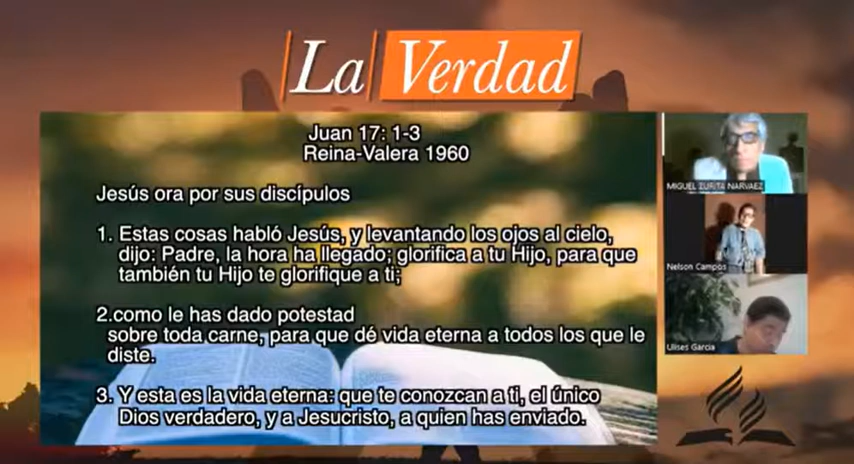 La Verdad
Juan 17: 1-3
Reina-Valera 1960
Jesús ora por sus discípulos
1. Estas cosas habló Jesús, y levantando los ojos al cielo,
dijo: Padre, la hora ha llegado; glorifica a tu Hijo, para que
también tu Hijo te glorifique a ti;
2.como le has dado potestad
sobre toda carne, para que dé vida eterna a todos los que le
diste.
3. Y esta es la vida eterna: que te conozcan a ti, el único
Dios verdadero, y a Jesucristo, a quien has enviado.
MIGUEL ZURITA NARVAEZ
Nelson Campos
Ulises Garcia